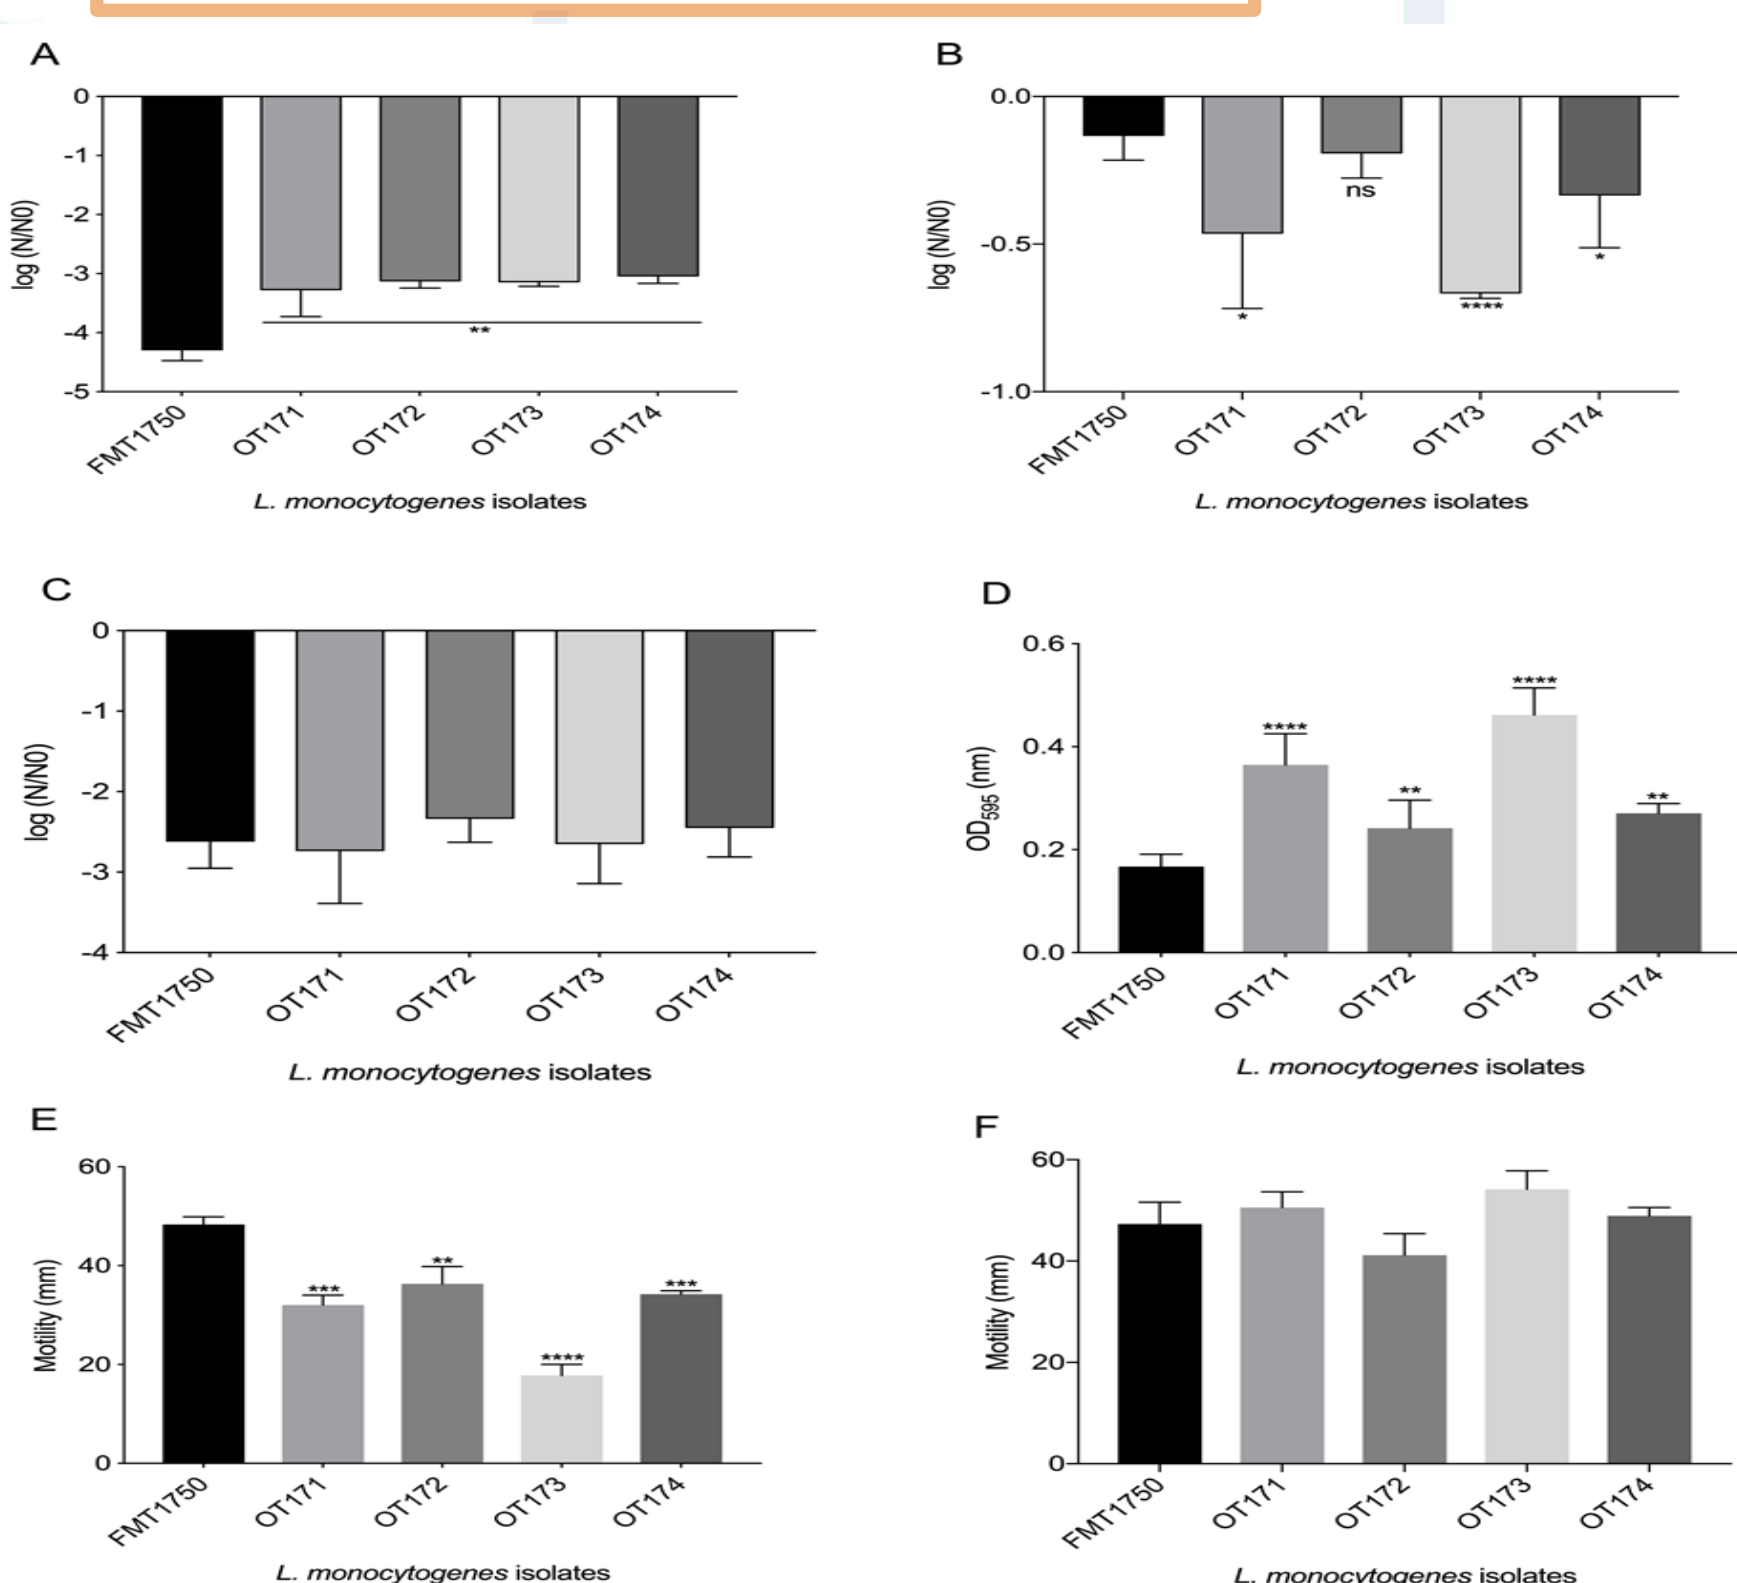 A
0
-1
-2
-3
-4
-5
log (N/N0)
**
FMT1750
OT171
OT172
OT173
OT174
L. monocytogenes isolates
B
0.0
-0.5
-1.0
log (N/N0)
*
ns
****
*
FMT1750
OT171
OT172
OT173
OT174
L. monocytogenes isolates
C
0
-1
-2
-3
-4
log (N/N0)
FMT1750
OT171
OT172
OT173
OT174
L. monocytogenes isolates
D
0.6
0.4
0.2
0.0
OD595 (nm)
****
**
****
**
FMT1750
OT171
OT172
OT173
OT174
L. monocytogenes isolates
E
60
40
20
0
Motility (mm)
***
**
****
***
FMT1750
OT171
OT172
OT173
OT174
L. monocytogenes isolates
F
60
40
20
0
Motility (mm)
FMT1750
OT171
OT172
OT173
OT174
L. monocytogenes isolates